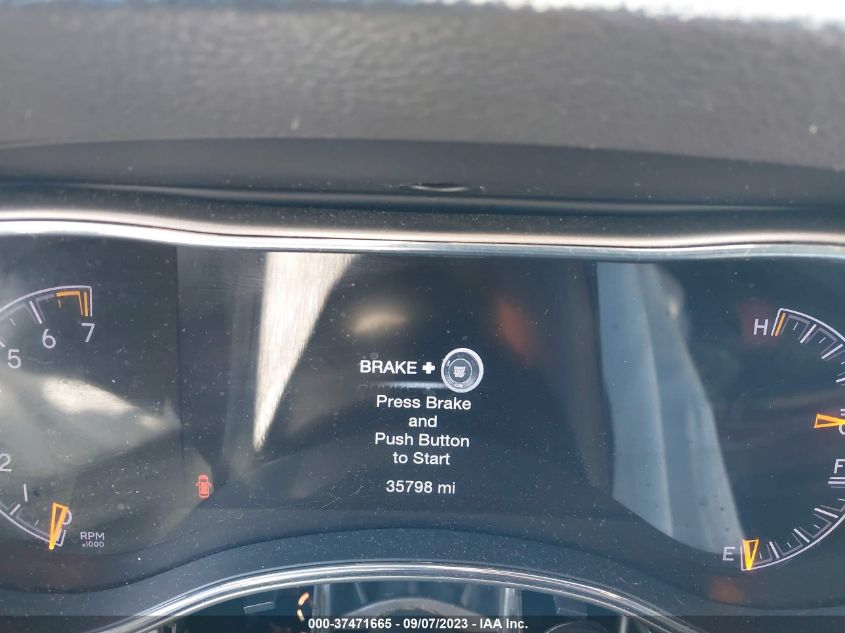 7
6
5
2
1
0
RPM
x1000
BRAKE +
Press Brake
and
Push Button
to Start
35798 mi
H
C
F
E
000-37471665 - 09/07/2023 - IAA Inc.